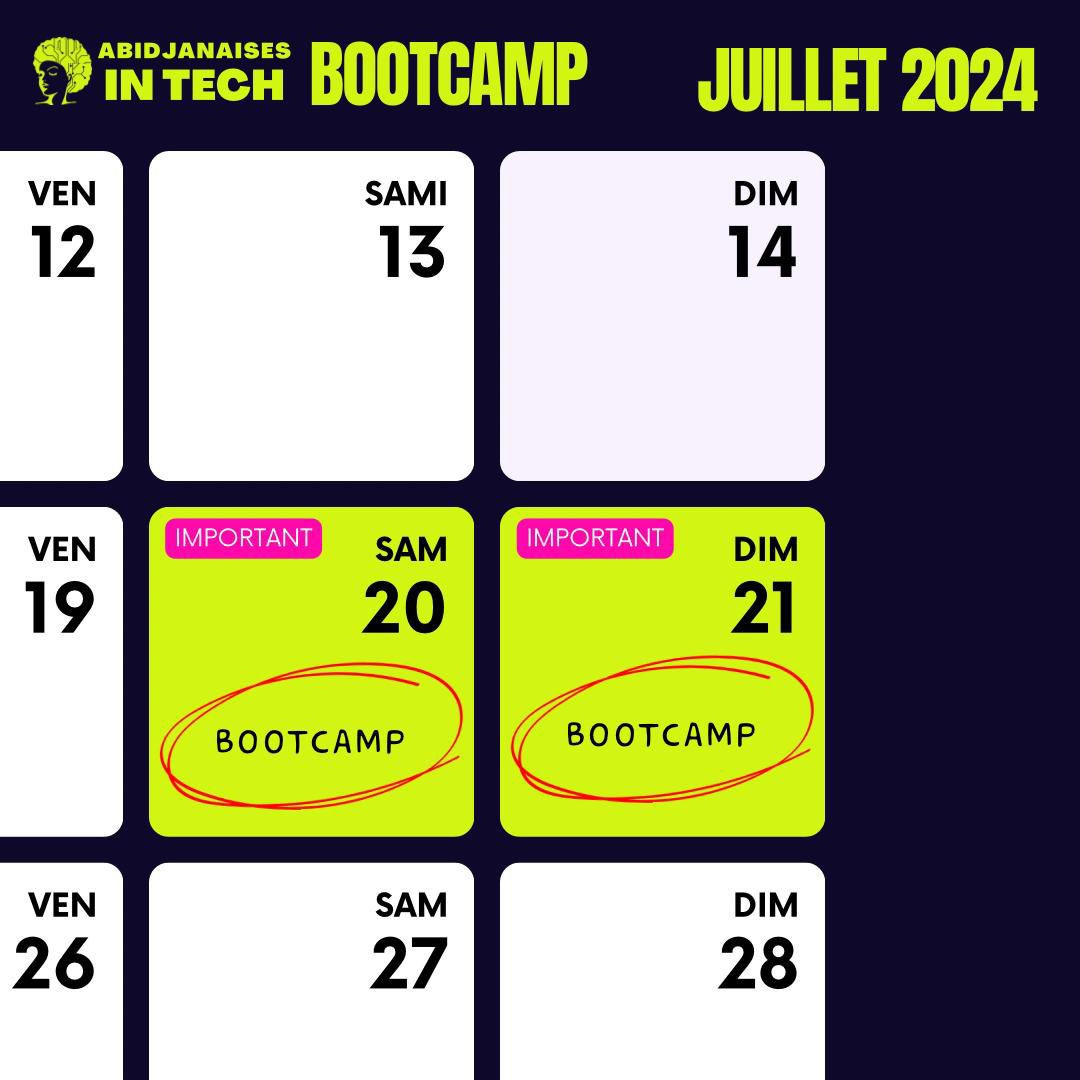 ABIDJANAISES
IN TECH
BOOTCAMP
JUILLET 2024
VEN
12
SAMI
13
DIM
14
VEN
19
IMPORTANT
SAM
20
BOOTCAMP
IMPORTANT
DIM
21
BOOTCAMP
VEN
26
SAM
27
DIM
28